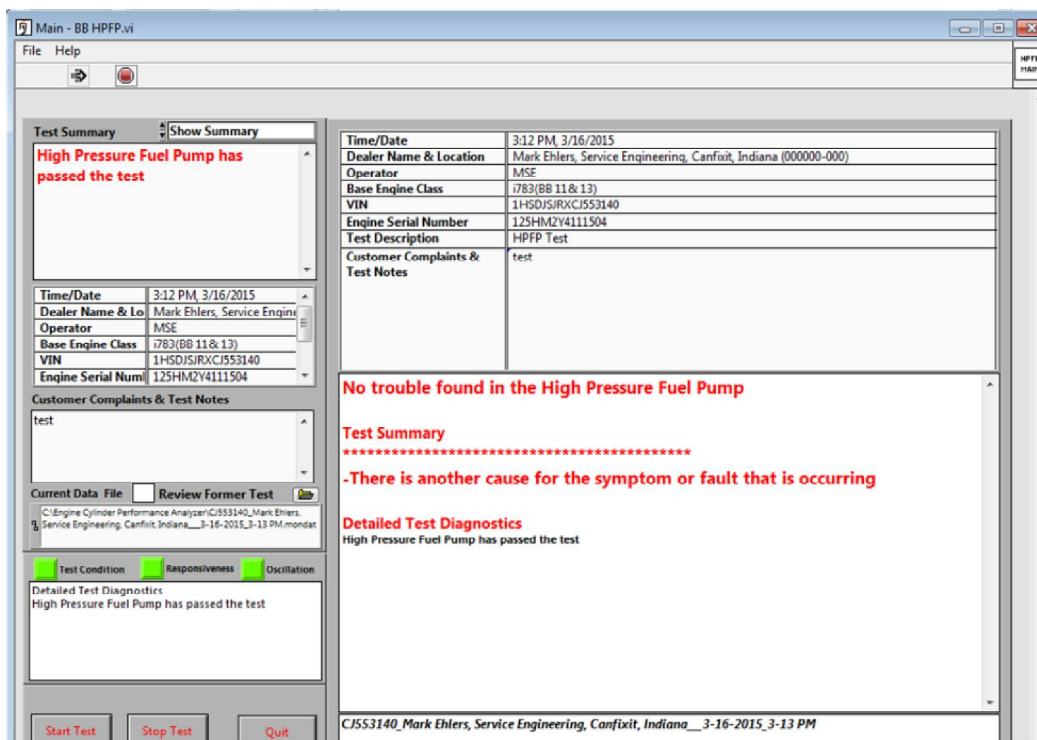 Main - BB HPFP.vi
File Help
HPFP
MAIN
Test Summary Show Summary
High Pressure Fuel Pump has
passed the test
Time/Date 3:12 PM, 3/16/2015
Dealer Name & Lo Mark Ehlers, Service Engine
Operator MSE
Base Engine Class i783(BB 11& 13)
VIN 1HSDJSJRXCJ553140
Engine Serial Numl 125HM2Y4111504
Customer Complaints & Test Notes
test
Current Data File Review Former Test
C:\Engine Cylinder Performance Analyzer\CJ553140_Mark Ehlers,
Service Engineering, Canfixit, Indiana__3-16-2015_3-13 PM.mondat
Test Condition Responsiveness Oscillation
Detailed Test Diagnostics
High Pressure Fuel Pump has passed the test
Start Test Stop Test Quit
Time/Date 3:12 PM, 3/16/2015
Dealer Name & Location Mark Ehlers, Service Engineering, Canfixit, Indiana (000000-000)
Operator MSE
Base Engine Class i783(BB 11& 13)
VIN 1HSDJSJRXCJ553140
Engine Serial Number 125HM2Y4111504
Test Description HPFP Test
Customer Complaints & test
Test Notes
No trouble found in the High Pressure Fuel Pump
Test Summary
*******************************************
-There is another cause for the symptom or fault that is occurring
Detailed Test Diagnostics
High Pressure Fuel Pump has passed the test
CJ553140_Mark Ehlers, Service Engineering, Canfixit, Indiana__3-16-2015_3-13 PM